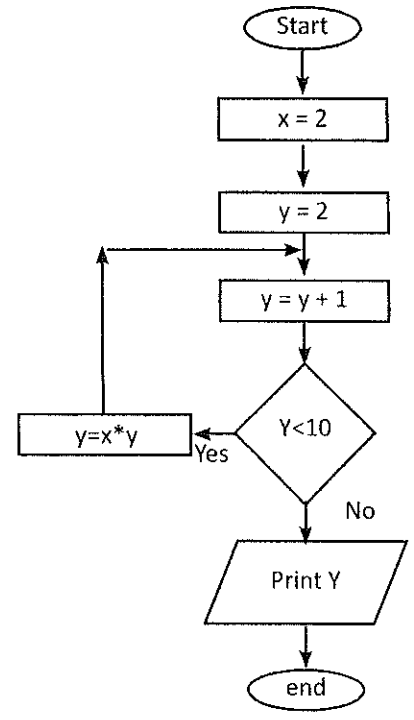 Start
x = 2
y = 2
y = y + 1
Y<10
Yes
y=x*y
No
Print Y
end